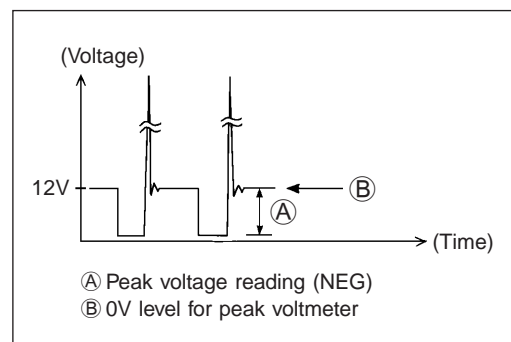 (Voltage)
12V
Ⓐ
Ⓑ
(Time)
Ⓐ Peak voltage reading (NEG)
Ⓑ 0V level for peak voltmeter